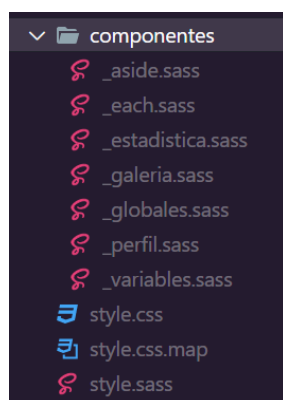 componentes
_aside.sass
_each.sass
_estadistica.sass
_galeria.sass
_globales.sass
_perfil.sass
_variables.sass
style.css
style.css.map
style.sass